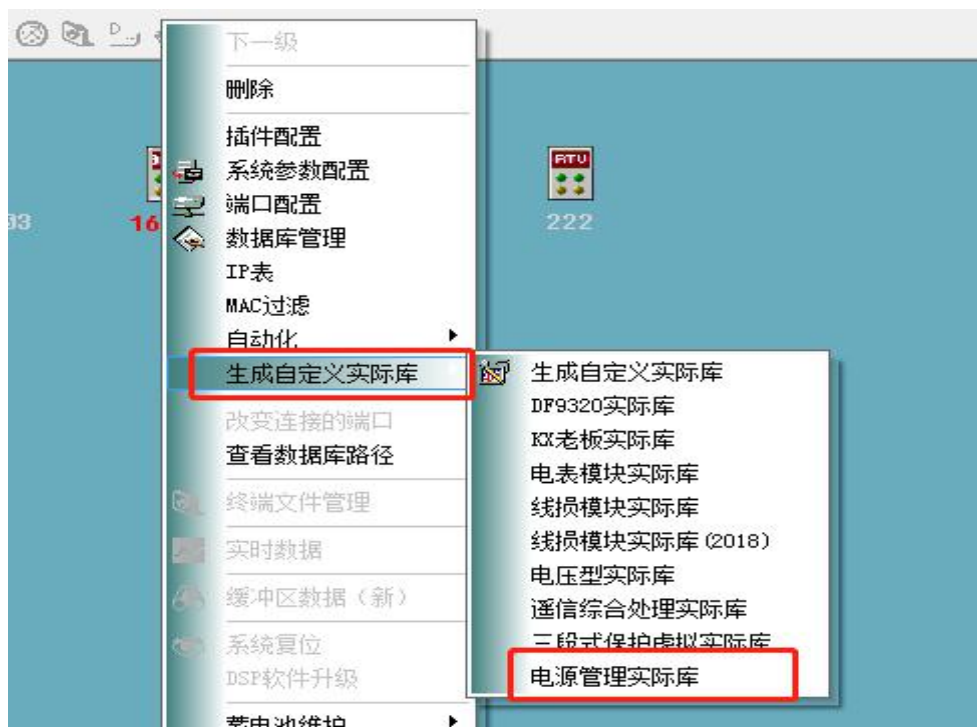 下一级
删除
插件配置
系统参数配置
端口配置
数据库管理
IP表
MAC过滤
自动化
生成自定义实际库
改变连接的端口
查看数据库路径
终端文件管理
实时数据
缓冲区数据（新）
系统复位
DSP软件升级
蓄电池维护
生成自定义实际库
DF9320实际库
KX老板实际库
电表模块实际库
线损模块实际库
线损模块实际库(2018)
电压型实际库
遥信综合处理实际库
三段式保护虚拟实际库
电源管理实际库
RTU
222
16